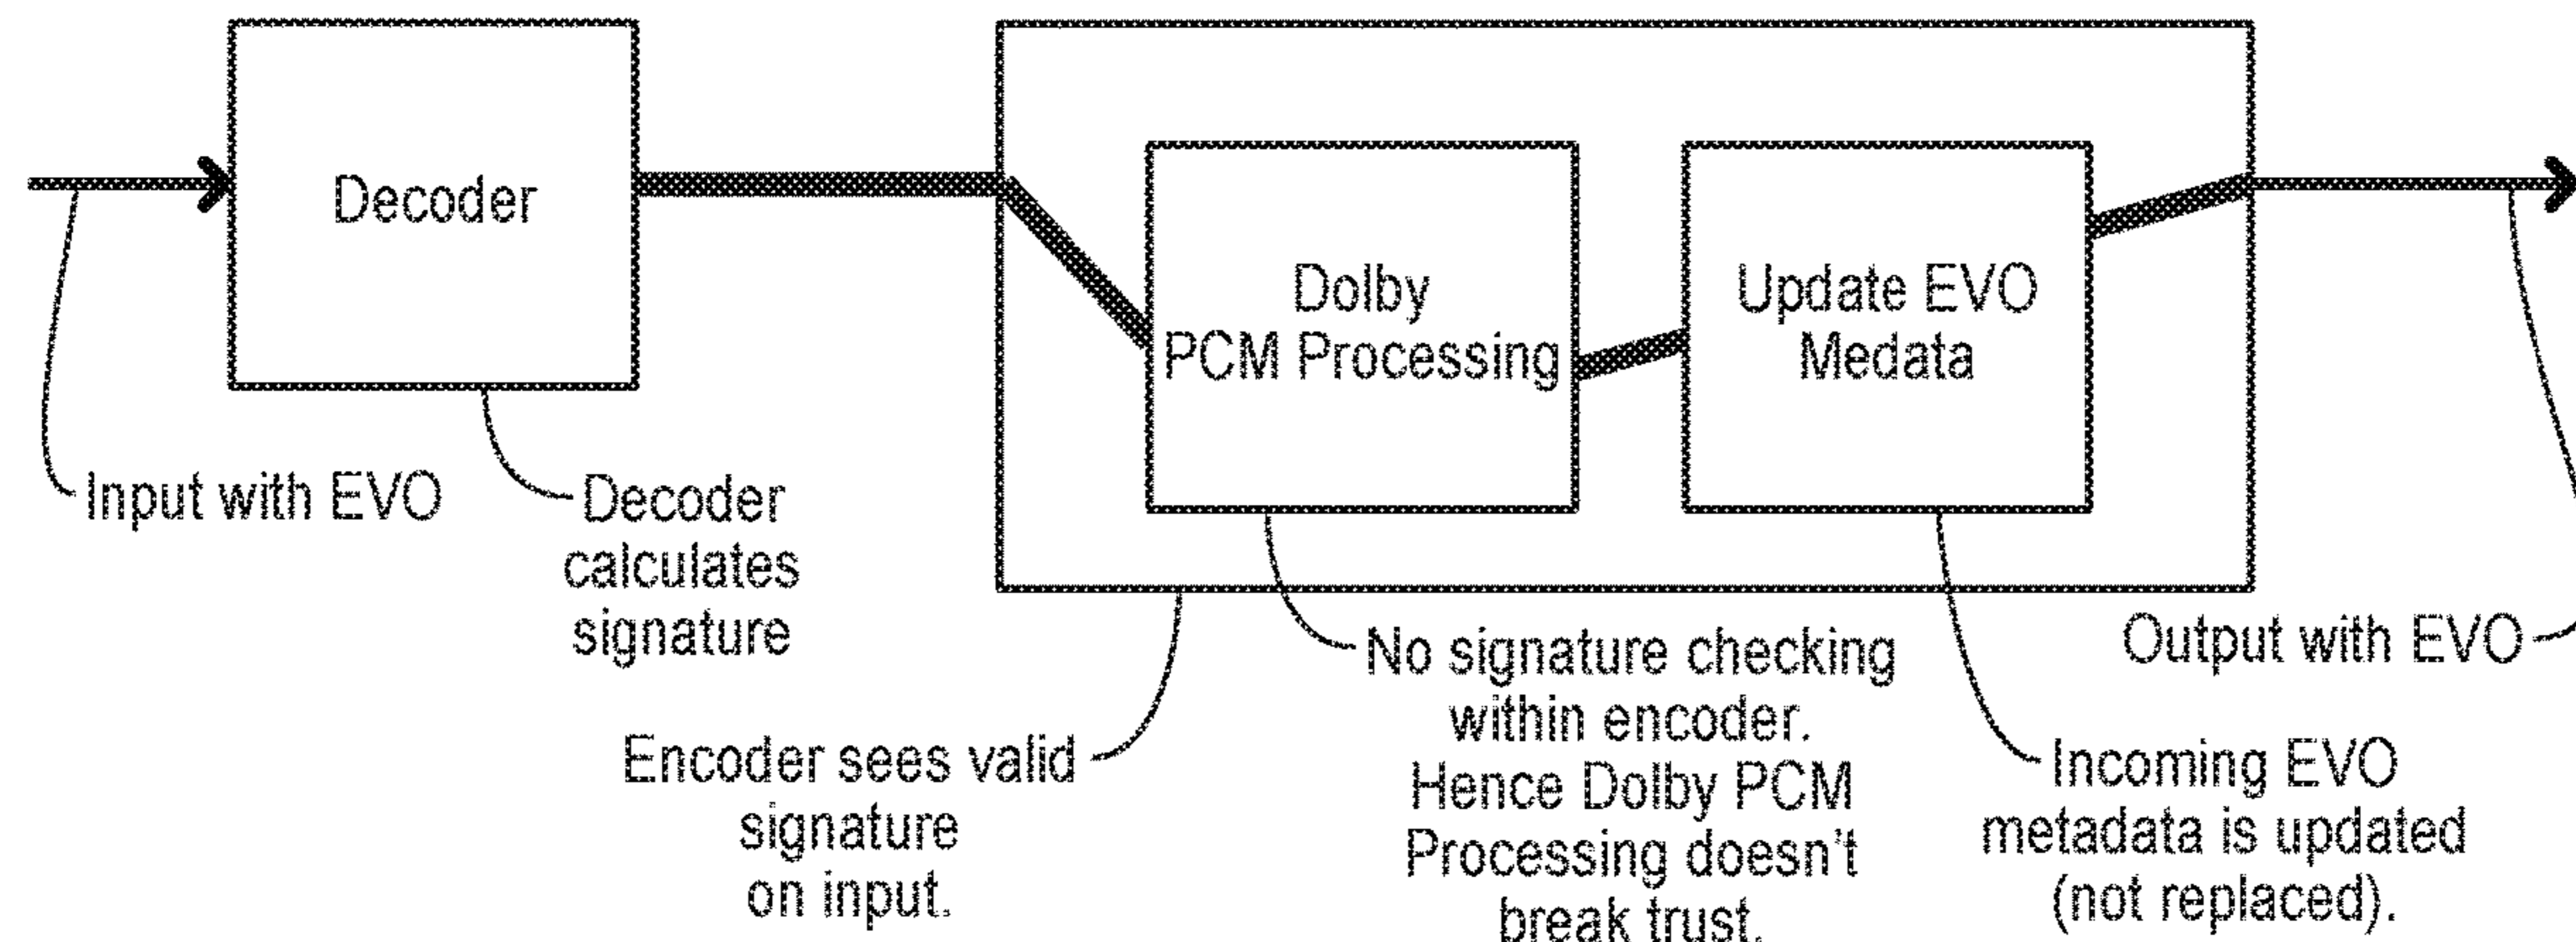 Decoder
Dolby
PCM Processing
Update EVO
Medata
Input with EVO
Decoder
calculates
signature
Encoder sees valid
signature
on input.
No signature checking
within encoder.
Hence Dolby PCM
Processing doesn't
break trust.
Incoming EVO
metadata is updated
(not replaced).
Output with EVO